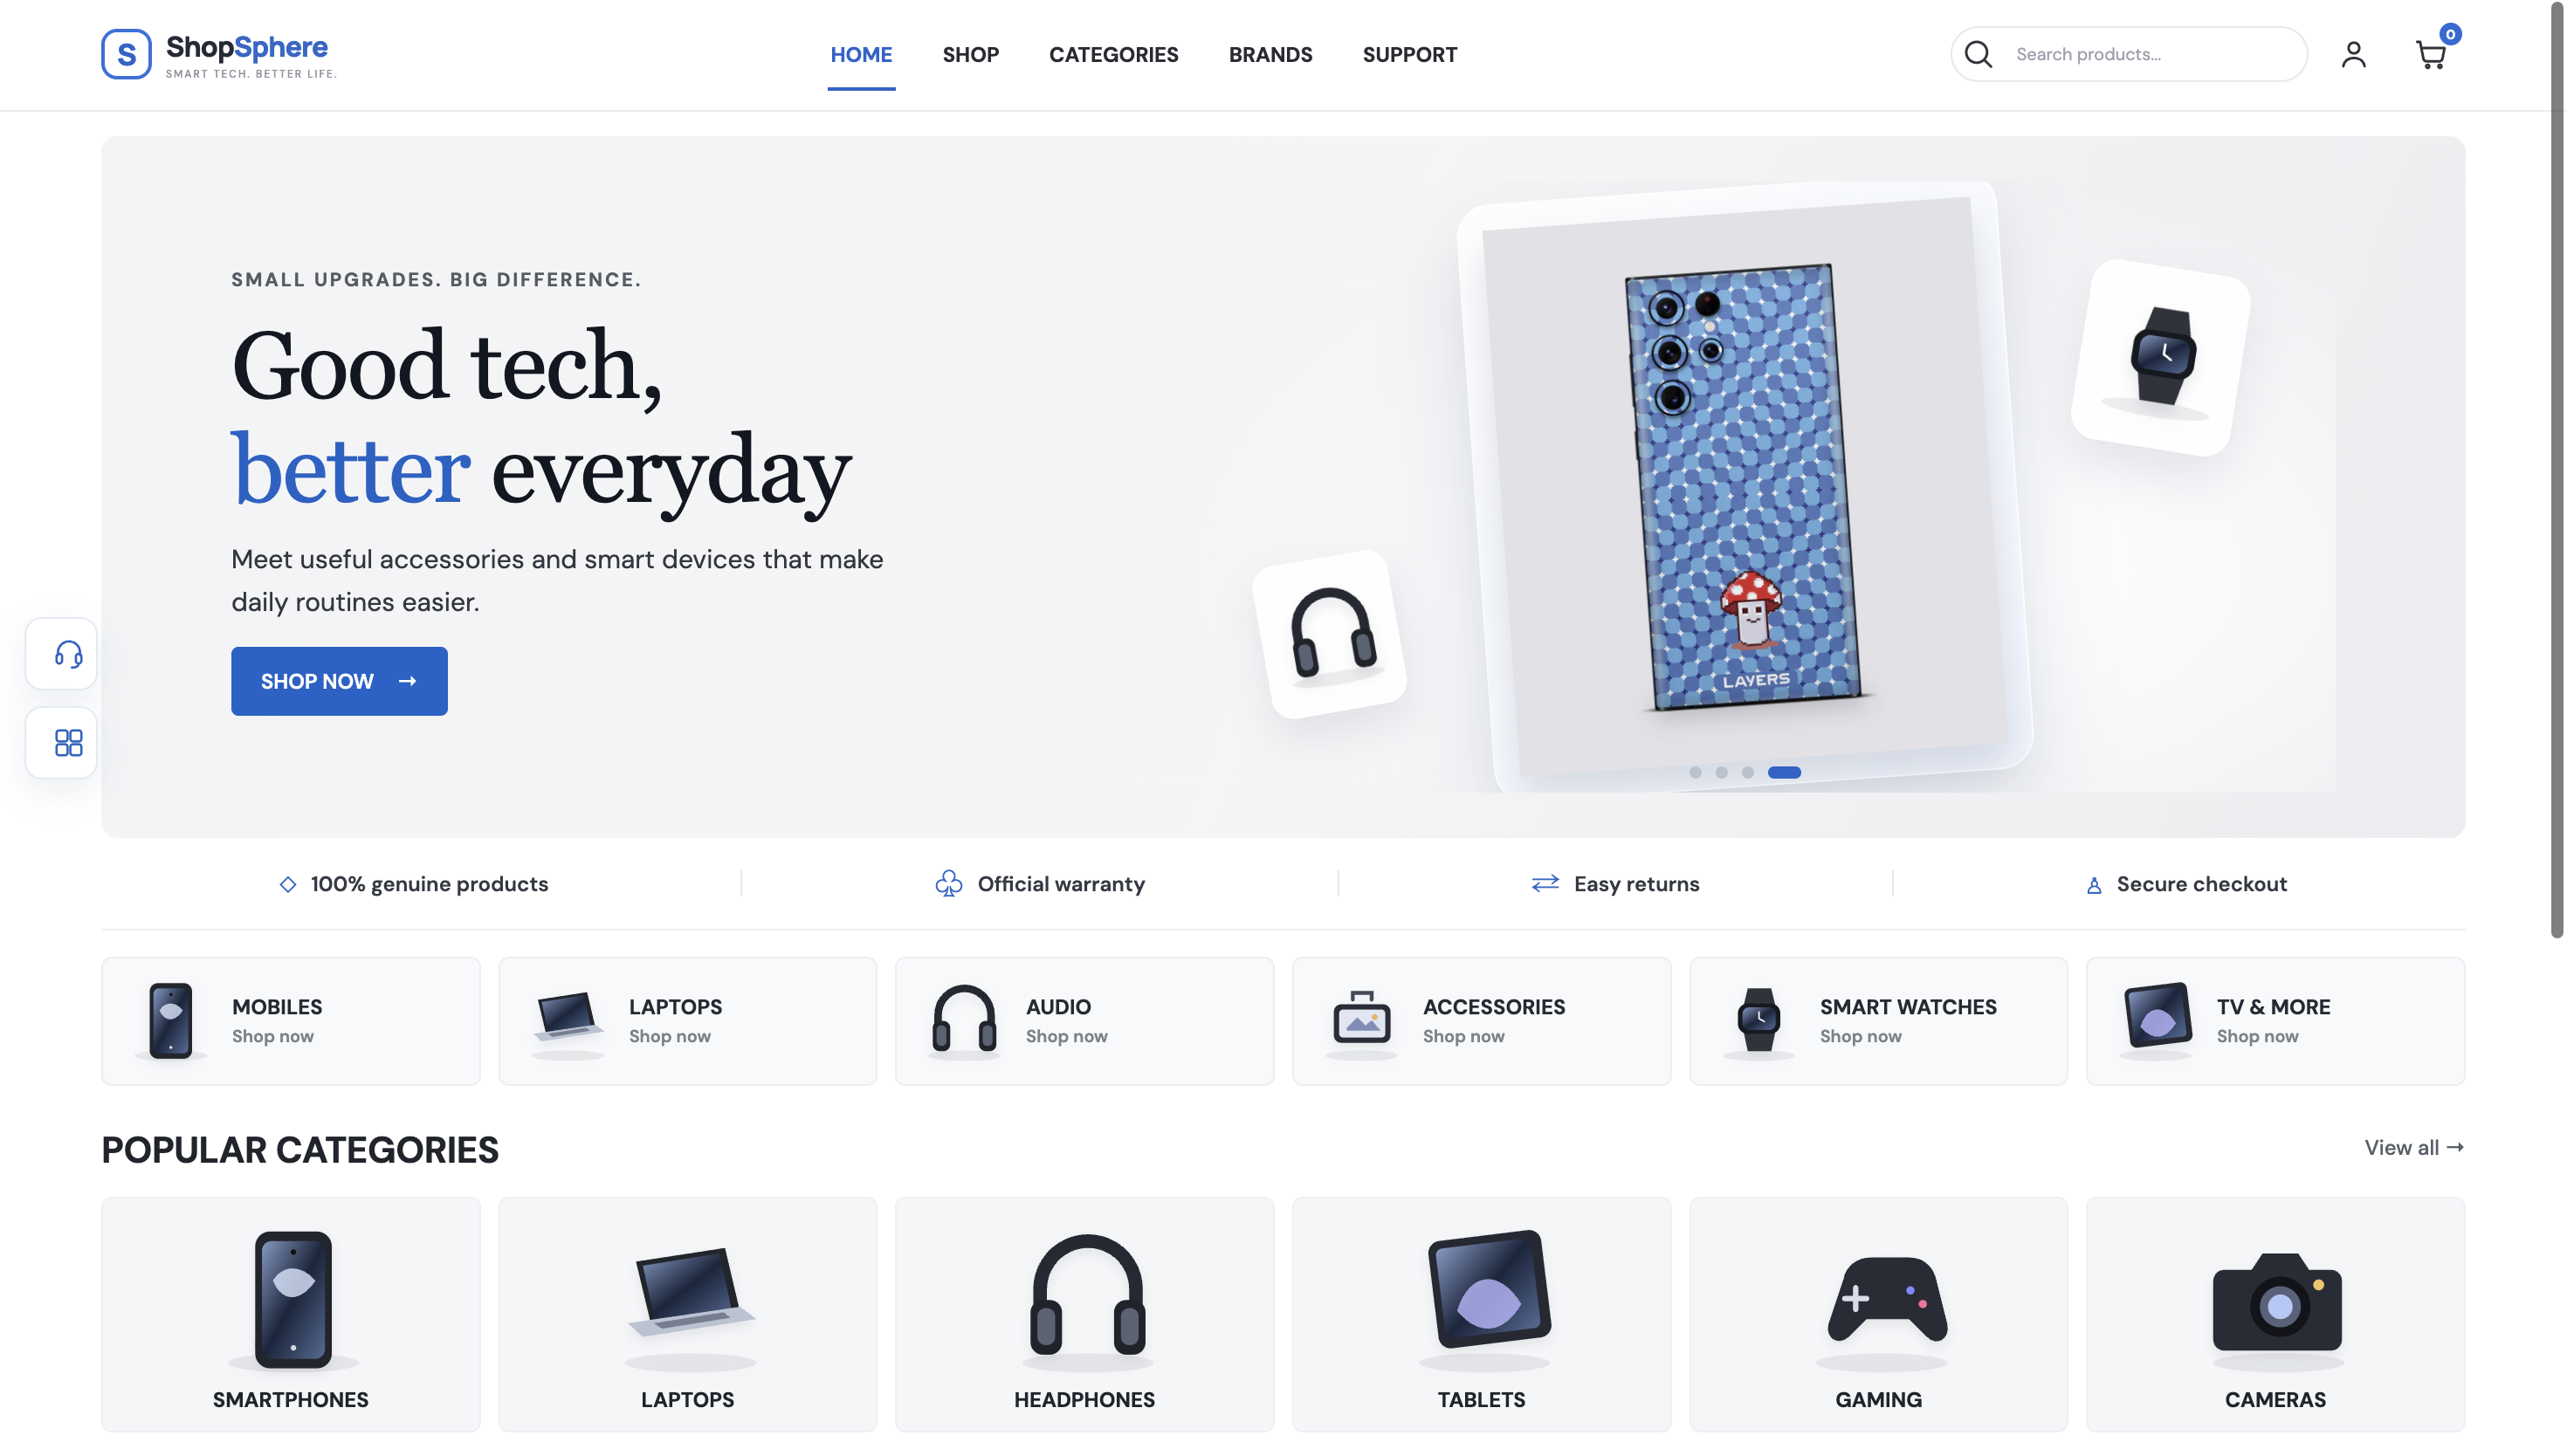 S
ShopSphere
SMART TECH. BETTER LIFE.
HOME
SHOP
CATEGORIES
BRANDS
SUPPORT
Search products...
0
SMALL UPGRADES. BIG DIFFERENCE.
Good tech,
better everyday
Meet useful accessories and smart devices that make
daily routines easier.
SHOP NOW →
LAYERS
100% genuine products
Official warranty
Easy returns
Secure checkout
MOBILES
Shop now
LAPTOPS
Shop now
AUDIO
Shop now
ACCESSORIES
Shop now
SMART WATCHES
Shop now
TV & MORE
Shop now
POPULAR CATEGORIES
View all →
SMARTPHONES
LAPTOPS
HEADPHONES
TABLETS
GAMING
CAMERAS